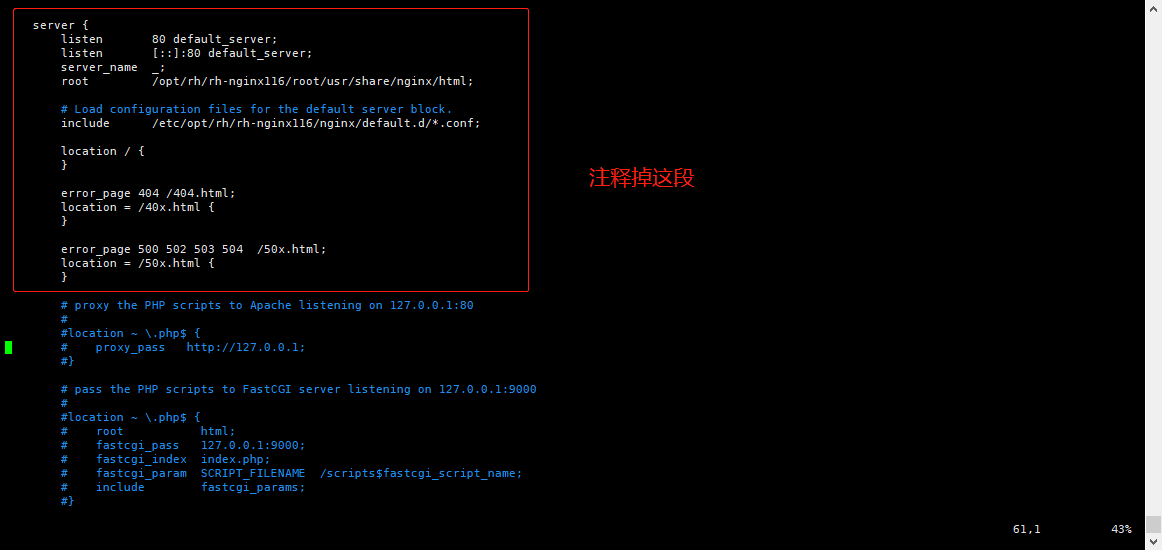 server {
listen 80 default_server;
listen [::]:80 default_server;
server_name _;
root /opt/rh/rh-nginx116/root/usr/share/nginx/html;
# Load configuration files for the default server block.
include /etc/opt/rh/rh-nginx116/nginx/default.d/*.conf;
location / {
}
注释掉这段
error_page 404 /404.html;
location = /40x.html {
}
error_page 500 502 503 504 /50x.html;
location = /50x.html {
}
# proxy the PHP scripts to Apache listening on 127.0.0.1:80
#
#location ~ \.php$ {
# proxy_pass http://127.0.0.1;
#}
# pass the PHP scripts to FastCGI server listening on 127.0.0.1:9000
#
#location ~ \.php$ {
# root html;
# fastcgi_pass 127.0.0.1:9000;
# fastcgi_index index.php;
# fastcgi_param SCRIPT_FILENAME /scripts$fastcgi_script_name;
# include fastcgi_params;
#}
61,1 43%